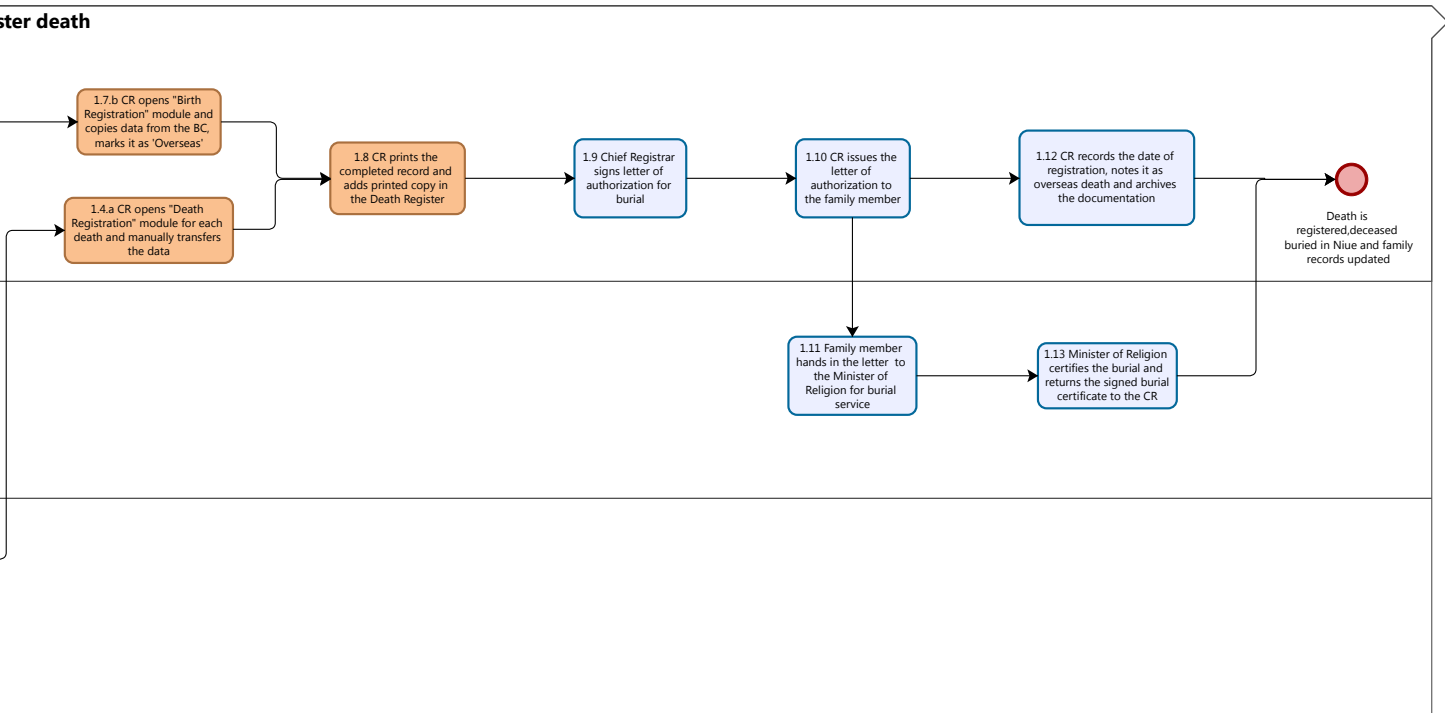 ster death
1.7.b CR opens "Birth
Registration" module and
copies data from the BC,
marks it as 'Overseas'
1.4.a CR opens "Death
Registration" module for each
death and manually transfers
the data
1.8 CR prints the
completed record and
adds printed copy in
the Death Register
1.9 Chief Registrar
signs letter of
authorization for
burial
1.10 CR issues the
letter of
authorization to
the family member
1.12 CR records the date of
registration, notes it as
overseas death and archives
the documentation
Death is
registered,deceased
buried in Niue and family
records updated
1.11 Family member
hands in the letter to
the Minister of
Religion for burial
service
1.13 Minister of Religion
certifies the burial and
returns the signed burial
certificate to the CR